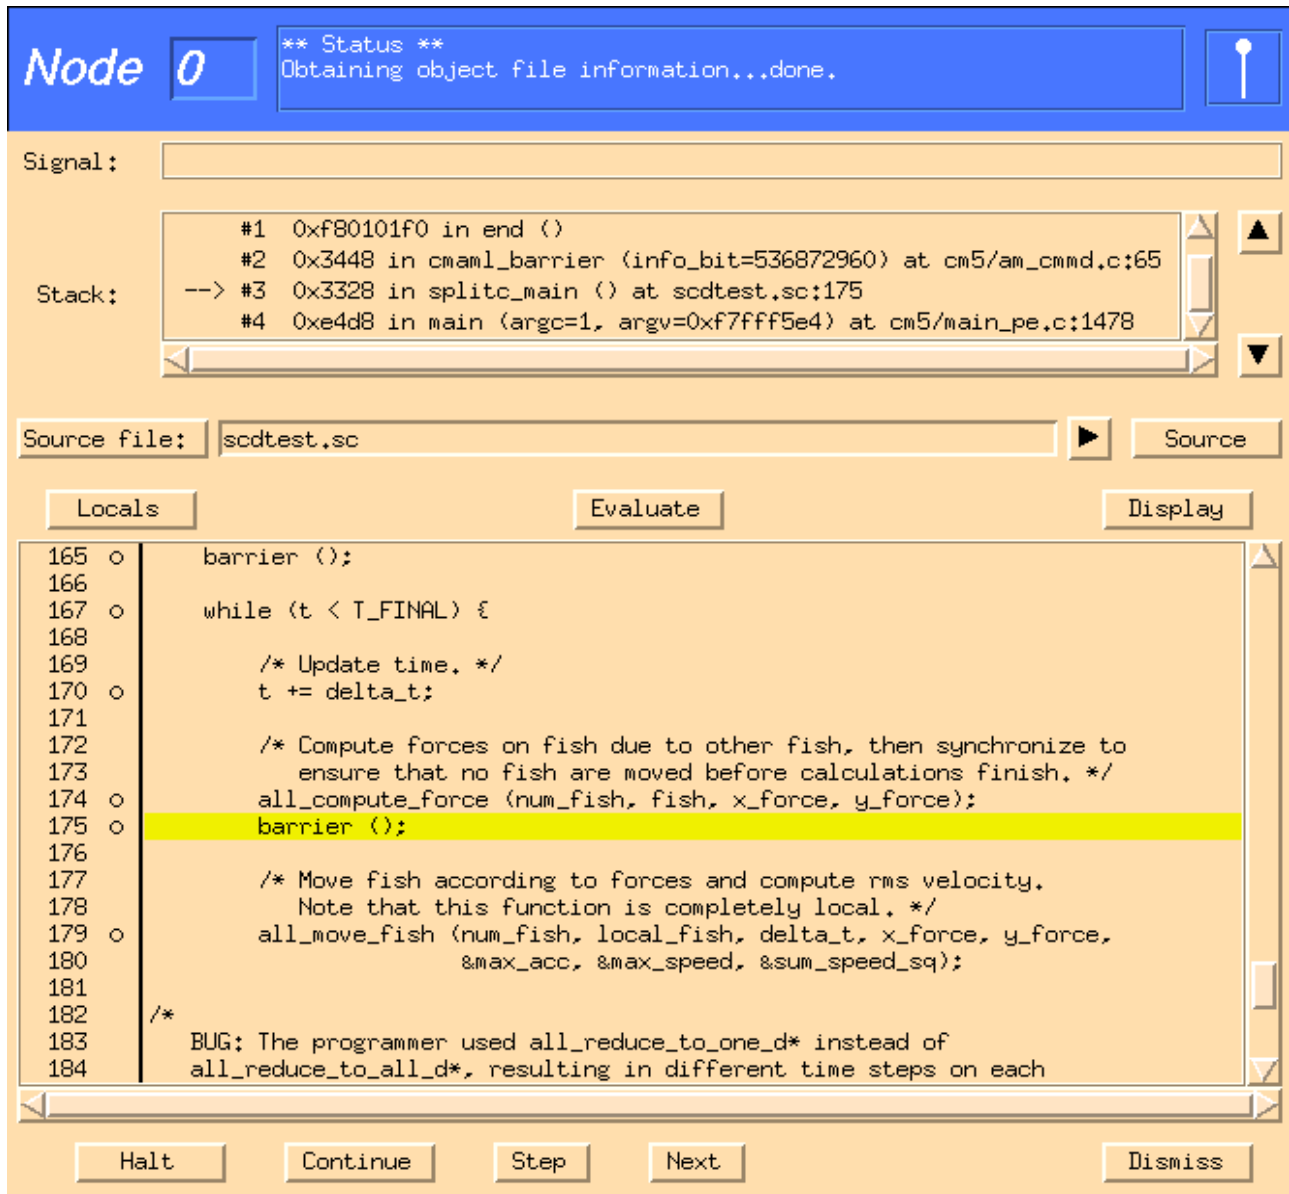 Node 0
** Status **
Obtaining object file information...done.
Signal:
Stack:
#1 0xf80101f0 in end ()
#2 0x3448 in cmaml_barrier (info_bit=536872960) at cm5/am_cmmd.c:65
--> #3 0x3328 in splitc_main () at scdtest.sc:175
#4 0xe4d8 in main (argc=1, argv=0xf7fff5e4) at cm5/main_pe.c:1478
Source file: scdtest.sc Source
Locals Evaluate Display
165 o barrier ();
166
167 o while (t < T_FINAL) {
168
169 /* Update time. */
170 o t += delta_t;
171
172 /* Compute forces on fish due to other fish, then synchronize to
173 ensure that no fish are moved before calculations finish. */
174 o all_compute_force (num_fish, fish, x_force, y_force);
175 o barrier ();
176
177 /* Move fish according to forces and compute rms velocity.
178 Note that this function is completely local. */
179 o all_move_fish (num_fish, local_fish, delta_t, x_force, y_force,
180 &max_acc, &max_speed, &sum_speed_sq);
181
182 /*
183 BUG: The programmer used all_reduce_to_one_d* instead of
184 all_reduce_to_all_d*, resulting in different time steps on each
Halt Continue Step Next Dismiss